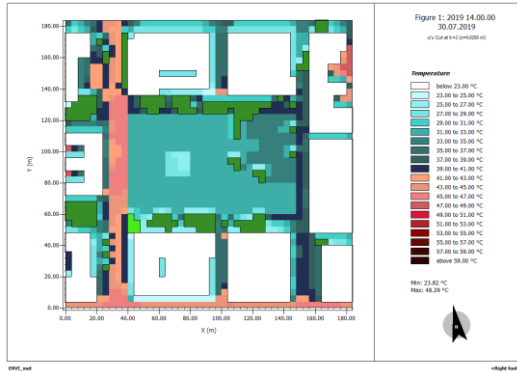 Figure 1: 2019 14.00.00
30.07.2019
x/y Cut at k=2 (z=0.6000 m)
Temperature
below 23.00 °C
23.00 to 25.00 °C
25.00 to 27.00 °C
27.00 to 29.00 °C
29.00 to 31.00 °C
31.00 to 33.00 °C
33.00 to 35.00 °C
35.00 to 37.00 °C
37.00 to 39.00 °C
39.00 to 41.00 °C
41.00 to 43.00 °C
43.00 to 45.00 °C
45.00 to 47.00 °C
47.00 to 49.00 °C
49.00 to 51.00 °C
51.00 to 53.00 °C
53.00 to 55.00 °C
55.00 to 57.00 °C
57.00 to 59.00 °C
above 59.00 °C
Min: 23.82 °C
Max: 48.29 °C
N
180.00
160.00
140.00
120.00
100.00
80.00
60.00
40.00
20.00
0.00
Y (m)
0.00 20.00 40.00 60.00 80.00 100.00 120.00 140.00 160.00 180.00
X (m)
ENVI_met
<Right foot